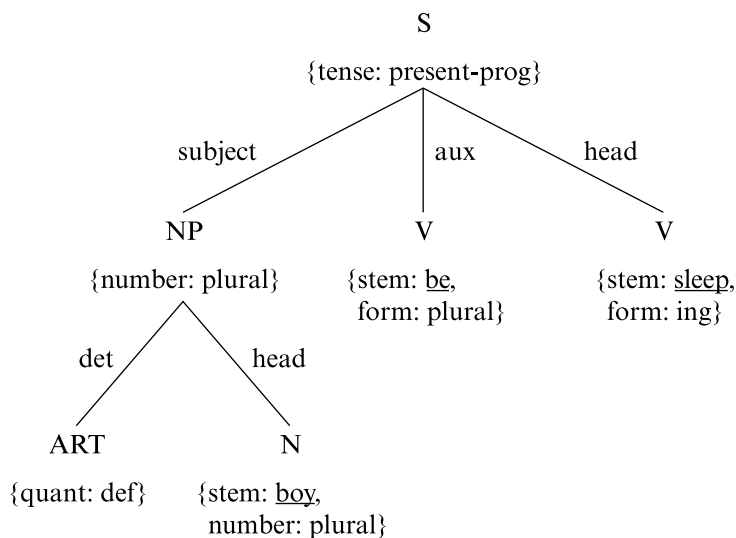 S
{tense: present-prog}
subject
aux
head
NP
V
V
{number: plural}
{stem: be,
form: plural}
{stem: sleep,
form: ing}
det
head
ART
N
{quant: def}
{stem: boy,
number: plural}